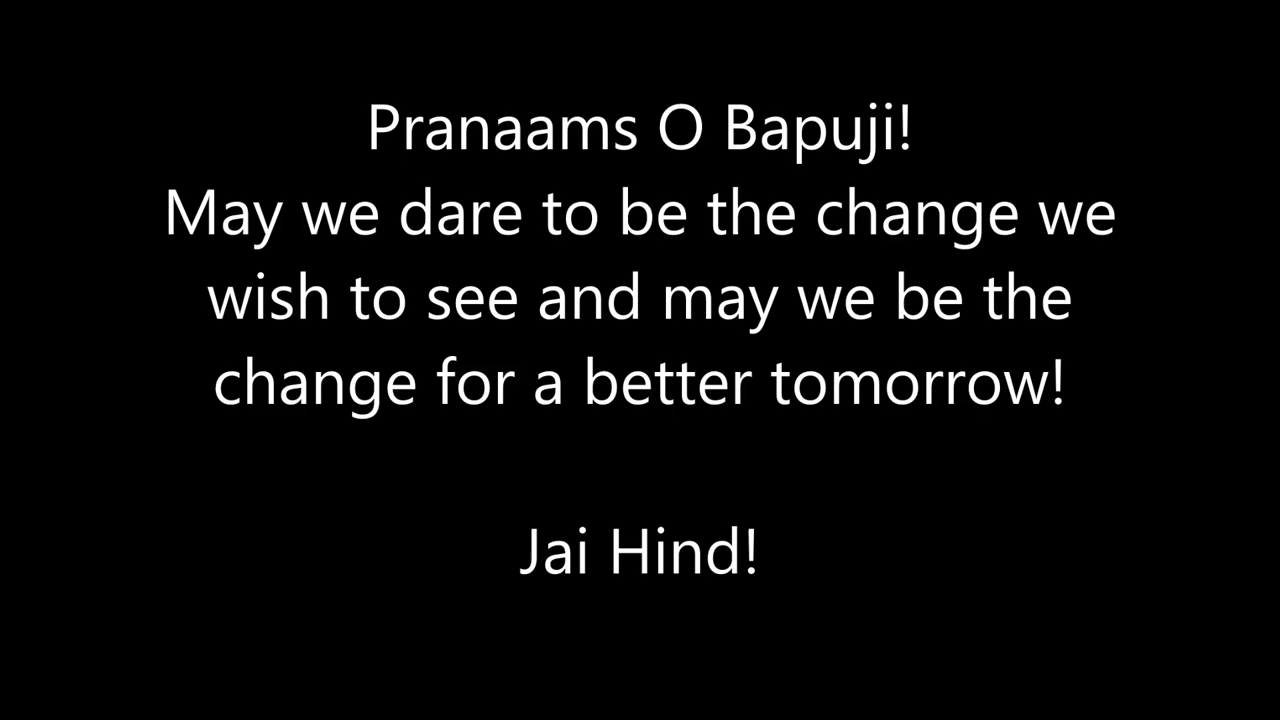 Pranaams O Bapuji!
May we dare to be the change we
wish to see and may we be the
change for a better tomorrow!
Jai Hind!